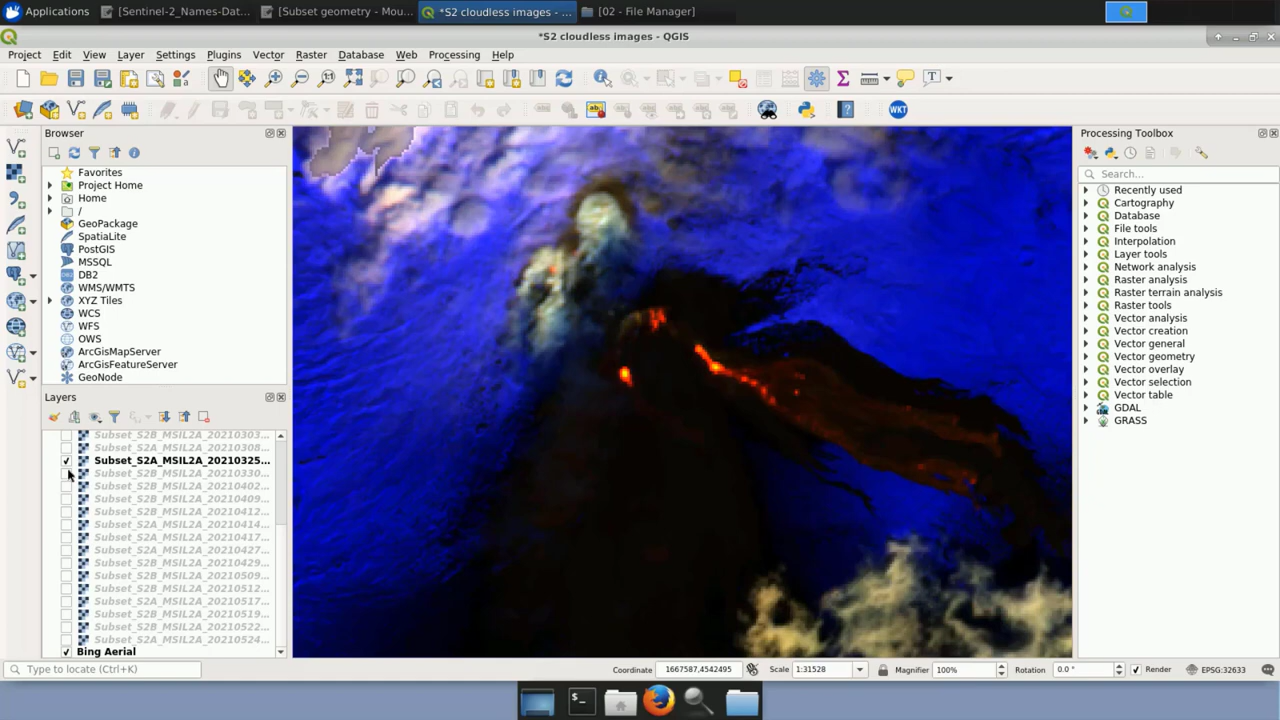 Applications
[Sentinel-2_Names-Dat...
[Subset geometry - Mou...
*S2 cloudless images - ...
[02 - File Manager]
*S2 cloudless images - QGIS
Project Edit View Layer Settings Plugins Vector Raster Database Web Processing Help
WKT
Browser
Favorites
Project Home
Home
/
GeoPackage
SpatiaLite
PostGIS
MSSQL
DB2
WMS/WMTS
XYZ Tiles
WCS
WFS
OWS
ArcGisMapServer
ArcGisFeatureServer
GeoNode
Layers
Subset_S2B_MSIL2A_20210303...
Subset_S2B_MSIL2A_20210308...
Subset_S2A_MSIL2A_20210325...
Subset_S2B_MSIL2A_20210330...
Subset_S2B_MSIL2A_20210402...
Subset_S2B_MSIL2A_20210409...
Subset_S2B_MSIL2A_20210412...
Subset_S2A_MSIL2A_20210414...
Subset_S2A_MSIL2A_20210417...
Subset_S2A_MSIL2A_20210427...
Subset_S2B_MSIL2A_20210429...
Subset_S2B_MSIL2A_20210509...
Subset_S2B_MSIL2A_20210512...
Subset_S2A_MSIL2A_20210517...
Subset_S2B_MSIL2A_20210519...
Subset_S2B_MSIL2A_20210522...
Subset_S2A_MSIL2A_20210524...
Bing Aerial
Processing Toolbox
Search...
Recently used
Cartography
Database
File tools
Interpolation
Layer tools
Network analysis
Raster analysis
Raster terrain analysis
Raster tools
Vector analysis
Vector creation
Vector general
Vector geometry
Vector overlay
Vector selection
Vector table
GDAL
GRASS
Type to locate (Ctrl+K)
Coordinate 1667587,4542495 Scale 1:31528 Magnifier 100% Rotation 0.0 ° Render EPSG:32633